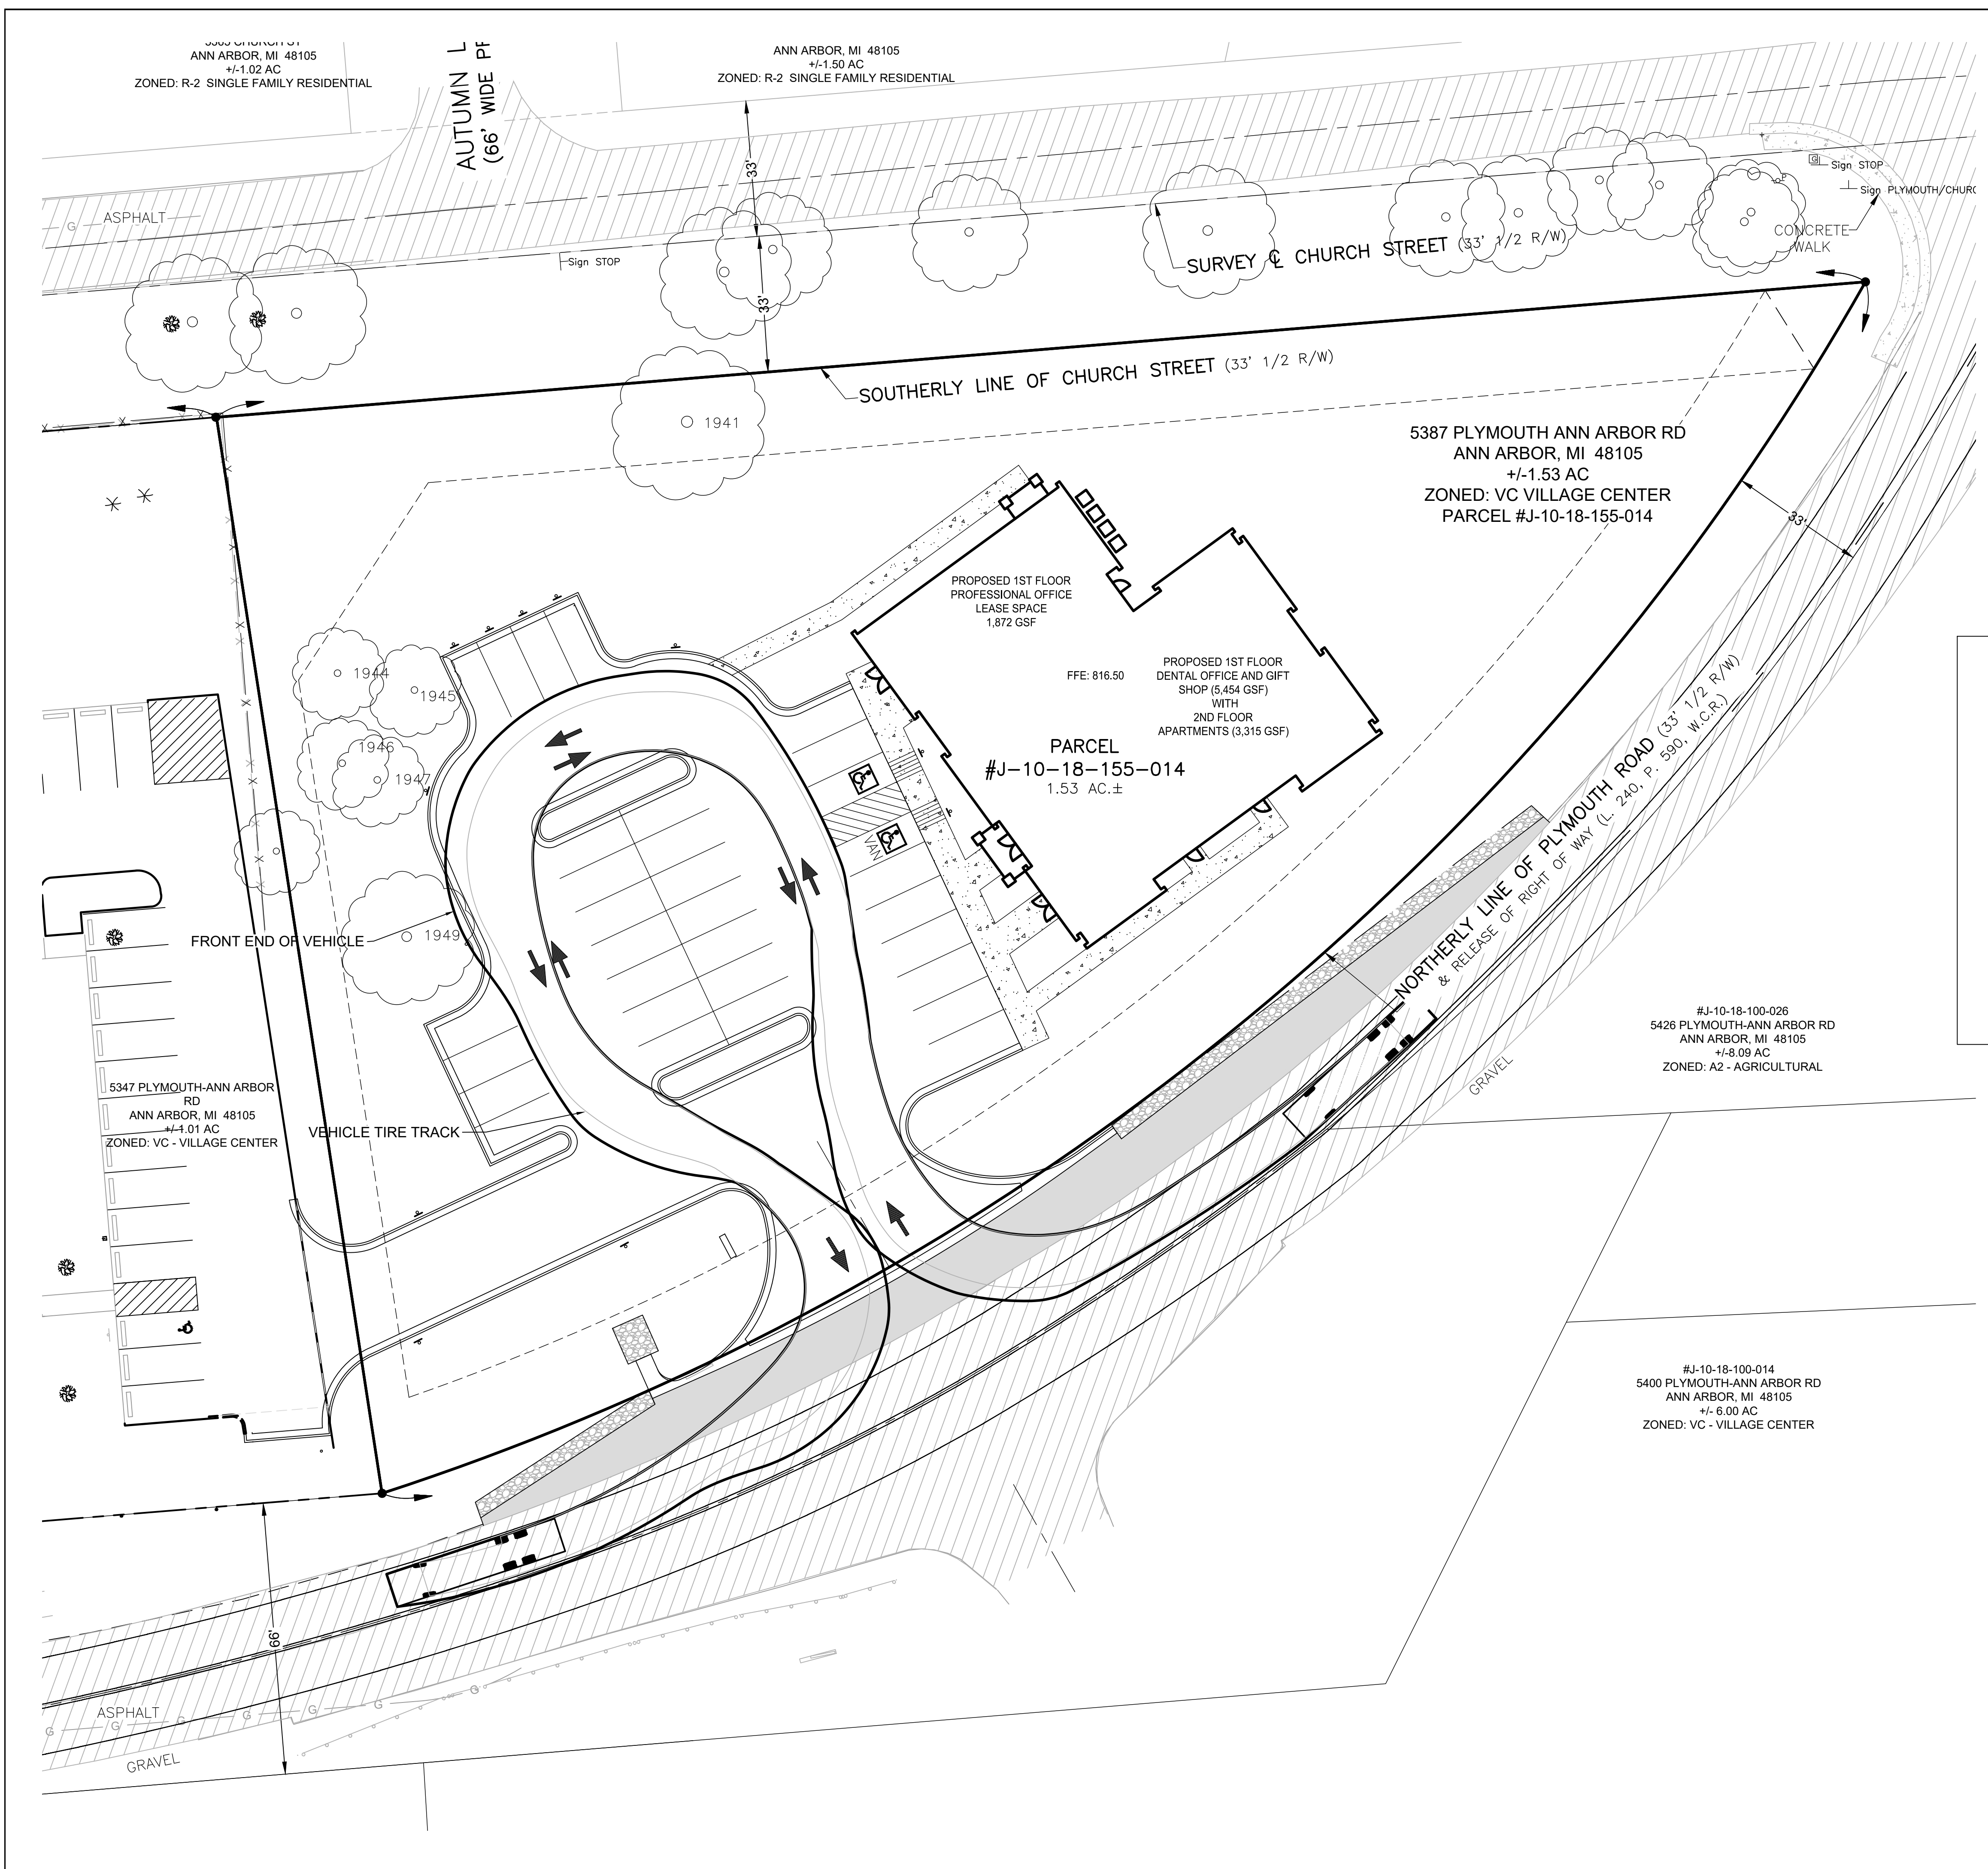 ANN ARBOR, MI 48105
+/-1.02 AC
ZONED: R-2 SINGLE FAMILY RESIDENTIAL
AUTUMN L
(66' WIDE
ANN ARBOR, MI 48105
+/-1.50 AC
ZONED: R-2 SINGLE FAMILY RESIDENTIAL
33'
33'
G
ASPHALT
Sign STOP
G
Sign STOP
Sign PLYMOUTH/CHURC
CONCRETE
WALK
SURVEY ℄ CHURCH STREET (33' 1/2 R/W)
SOUTHERLY LINE OF CHURCH STREET (33' 1/2 R/W)
1941
5387 PLYMOUTH ANN ARBOR RD
ANN ARBOR, MI 48105
+/-1.53 AC
ZONED: VC VILLAGE CENTER
PARCEL #J-10-18-155-014
33'
PROPOSED 1ST FLOOR
PROFESSIONAL OFFICE
LEASE SPACE
1,872 GSF
FFE: 816.50
PROPOSED 1ST FLOOR
DENTAL OFFICE AND GIFT
SHOP (5,454 GSF)
WITH
2ND FLOOR
APARTMENTS (3,315 GSF)
PARCEL
#J-10-18-155-014
1.53 AC.±
1944
1945
1946
1947
1949
VAN
FRONT END OF VEHICLE
VEHICLE TIRE TRACK
NORTHERLY LINE OF PLYMOUTH ROAD (33' 1/2 R/W)
& RELEASE OF RIGHT OF WAY (L. 240, P. 590, W.C.R.)
GRAVEL
#J-10-18-100-026
5426 PLYMOUTH-ANN ARBOR RD
ANN ARBOR, MI 48105
+/-8.09 AC
ZONED: A2 - AGRICULTURAL
5347 PLYMOUTH-ANN ARBOR
RD
ANN ARBOR, MI 48105
+/-1.01 AC
ZONED: VC - VILLAGE CENTER
#J-10-18-100-014
5400 PLYMOUTH-ANN ARBOR RD
ANN ARBOR, MI 48105
+/- 6.00 AC
ZONED: VC - VILLAGE CENTER
66'
ASPHALT
G G G G G G G
GRAVEL